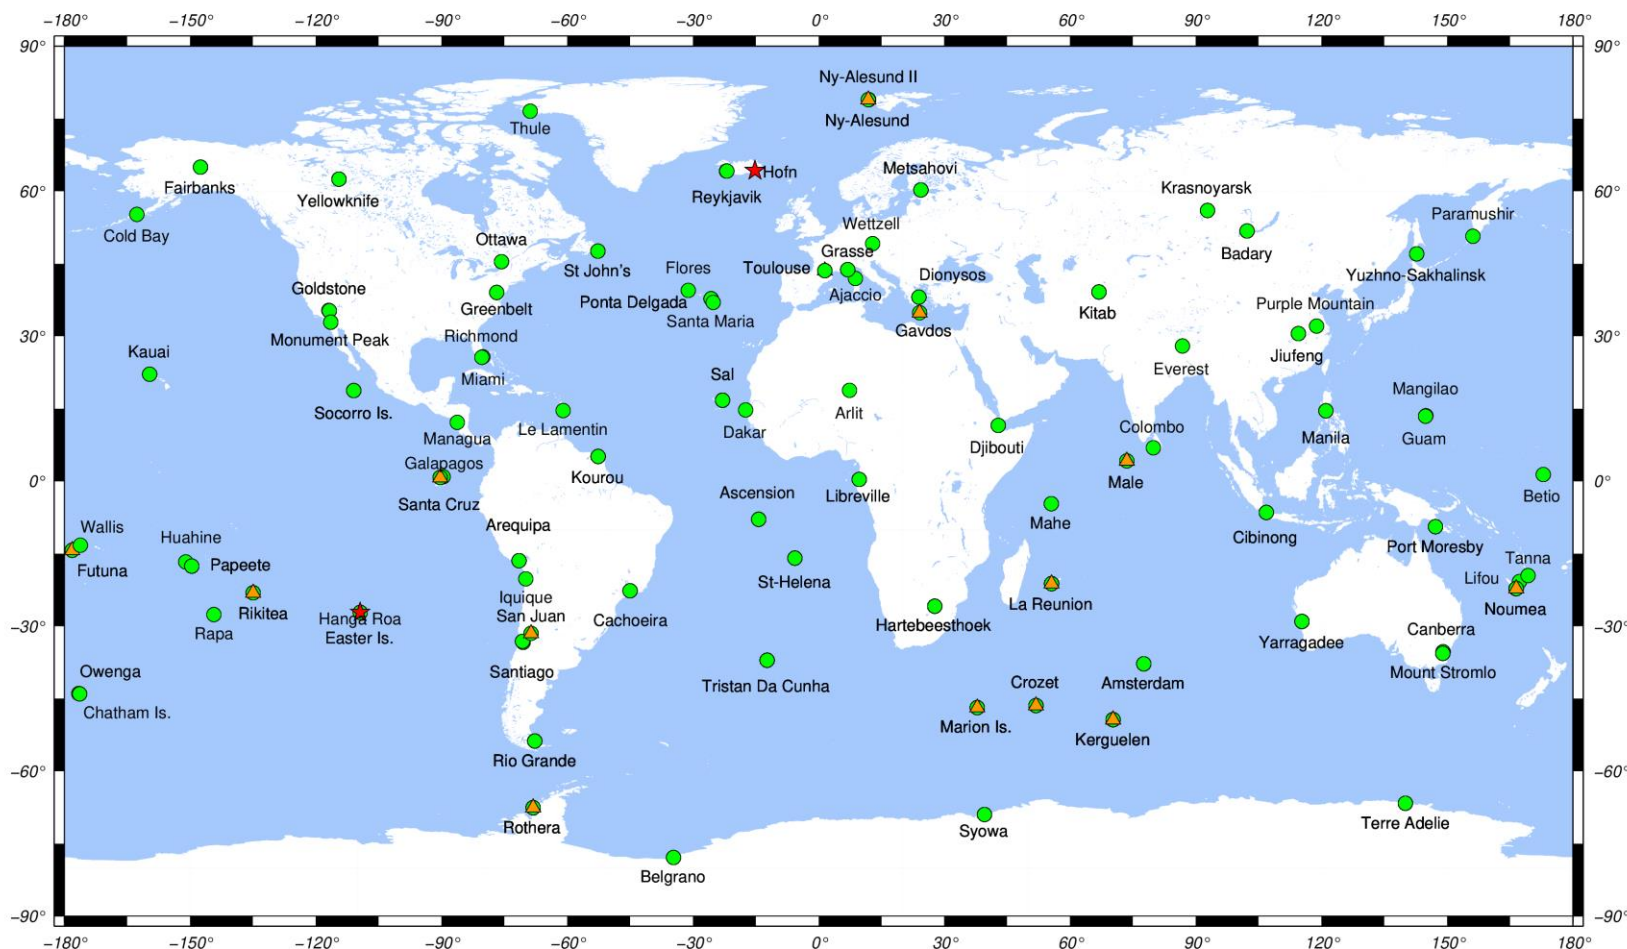 −180° −150° −120° −90° −60° −30° 0° 30° 60° 90° 120° 150° 180°
90° 90°
Ny-Alesund II
Ny-Alesund
Thule
Hofn
Metsahovi
Fairbanks
Reykjavik
60° 60°
Yellowknife
Krasnoyarsk
Paramushir
Cold Bay
Wettzell
Ottawa
Grasse
Badary
St John's
Flores
Toulouse
Dionysos
Yuzhno-Sakhalinsk
Goldstone
Greenbelt
Ponta Delgada
Ajaccio
Kitab
Purple Mountain
Santa Maria
Gavdos
30° 30°
Monument Peak
Richmond
Kauai
Jiufeng
Miami
Everest
Sal
Mangilao
Socorro Is.
Le Lamentin
Arlit
Managua
Dakar
Djibouti
Colombo
Manila
Guam
Galapagos
Kourou
0° 0°
Santa Cruz
Ascension
Libreville
Male
Betio
Wallis
Huahine
Arequipa
Mahe
Cibinong
Port Moresby
Futuna
Papeete
St-Helena
Tanna
Lifou
Rikitea
Iquique
La Reunion
Noumea
Rapa
Hanga Roa
San Juan
Cachoeira
Hartebeesthoek
−30° −30°
Easter Is.
Canberra
Yarragadee
Owenga
Santiago
Mount Stromlo
Tristan Da Cunha
Crozet
Amsterdam
Chatham Is.
Marion Is.
Kerguelen
Rio Grande
−60° −60°
Rothera
Syowa
Terre Adelie
Belgrano
−90° −90°
−180° −150° −120° −90° −60° −30° 0° 30° 60° 90° 120° 150° 180°